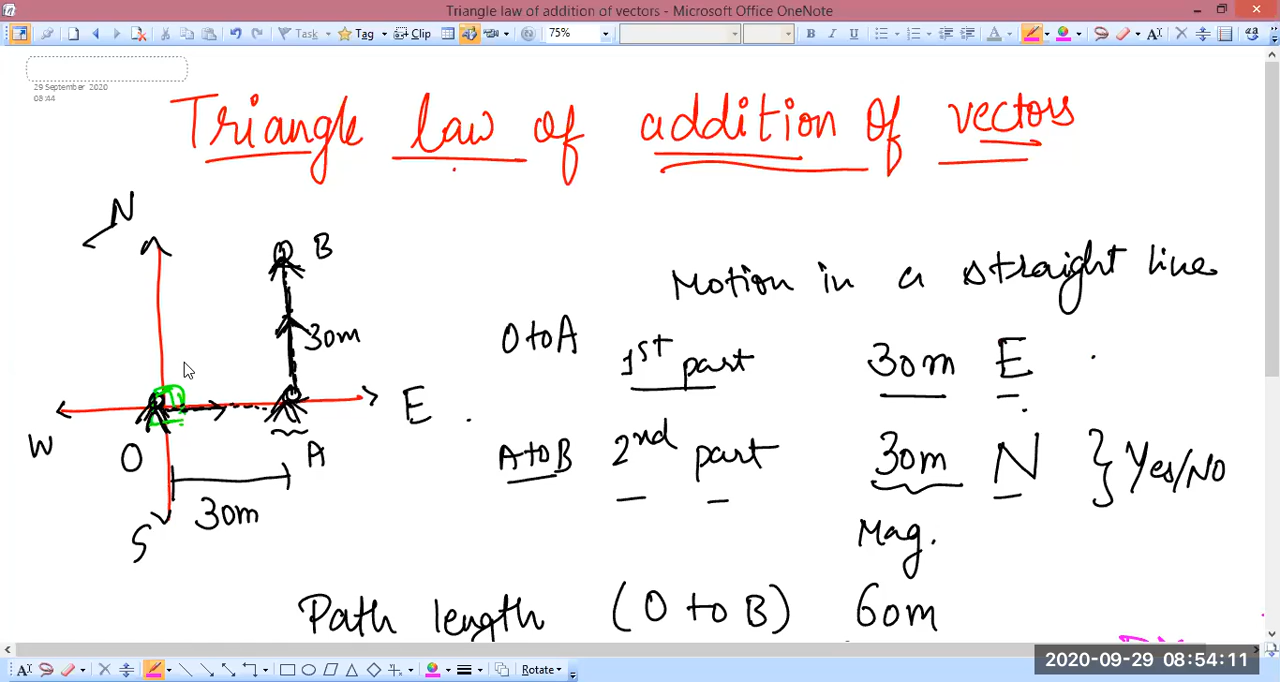 Triangle law of addition of vectors - Microsoft Office OneNote
Task Tag Clip 75% B I U
29 September 2020
08:44
Triangle law of addition of vectors
N
B
Motion in a straight line
30m
O to A 1st part 30m E
W E
O A
A to B 2nd part 30m N } Yes/No
30m
S
Mag.
Path length (O to B) 60m
2020-09-29 08:54:11
Rotate